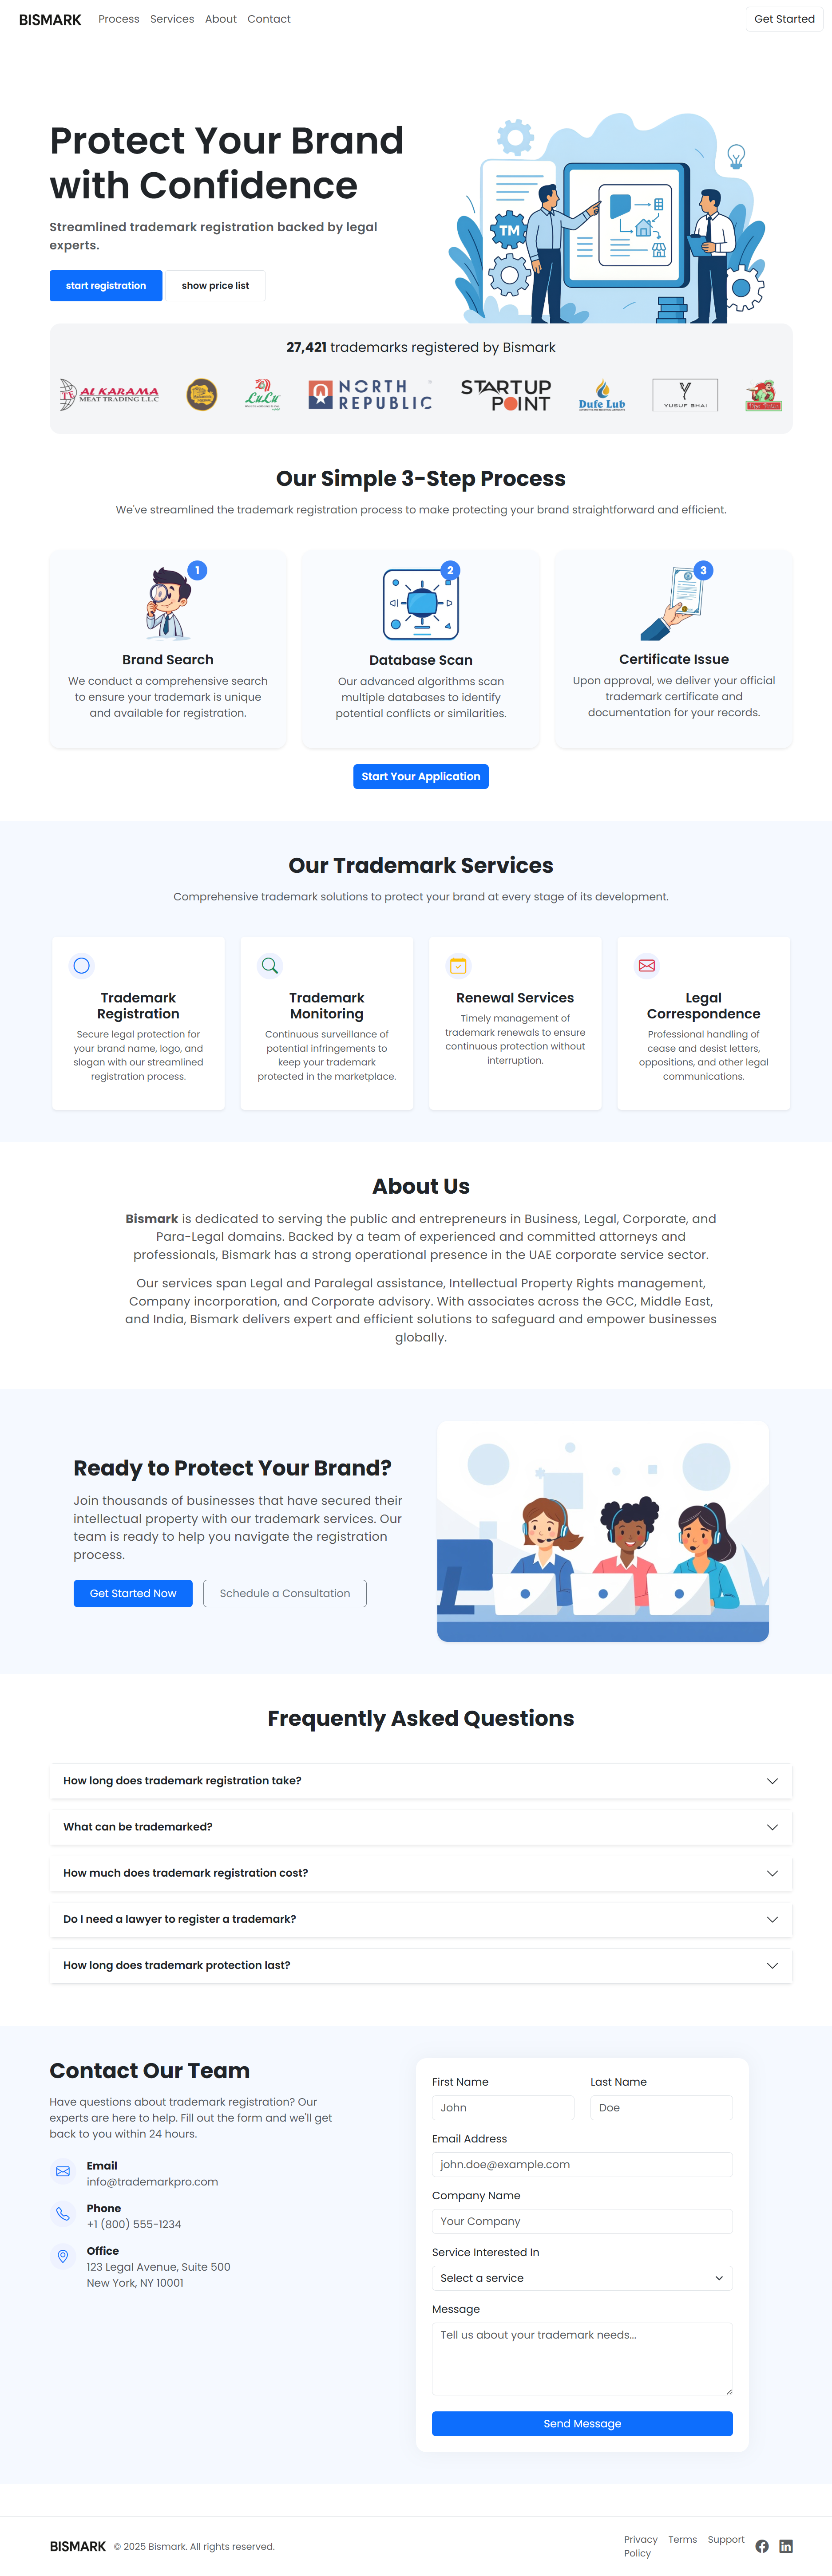 BISMARK
Process
Services
About
Contact
Get Started
Protect Your Brand
with Confidence
Streamlined trademark registration backed by legal
experts.
start registration
show price list
TM
27,421 trademarks registered by Bismark
AL KARAMA
MEAT TRADING L.L.C
LuLu
NORTH
REPUBLIC
STARTUP
POINT
Dufe Lub
YUSUF BHAI
Our Simple 3-Step Process
We've streamlined the trademark registration process to make protecting your brand straightforward and efficient.
1
Brand Search
We conduct a comprehensive search
to ensure your trademark is unique
and available for registration.
2
Database Scan
Our advanced algorithms scan
multiple databases to identify
potential conflicts or similarities.
3
Certificate Issue
Upon approval, we deliver your official
trademark certificate and
documentation for your records.
Start Your Application
Our Trademark Services
Comprehensive trademark solutions to protect your brand at every stage of its development.
Trademark
Registration
Secure legal protection for
your brand name, logo, and
slogan with our streamlined
registration process.
Trademark
Monitoring
Continuous surveillance of
potential infringements to
keep your trademark
protected in the marketplace.
Renewal Services
Timely management of
trademark renewals to ensure
continuous protection without
interruption.
Legal
Correspondence
Professional handling of
cease and desist letters,
oppositions, and other legal
communications.
About Us
Bismark is dedicated to serving the public and entrepreneurs in Business, Legal, Corporate, and
Para-Legal domains. Backed by a team of experienced and committed attorneys and
professionals, Bismark has a strong operational presence in the UAE corporate service sector.
Our services span Legal and Paralegal assistance, Intellectual Property Rights management,
Company incorporation, and Corporate advisory. With associates across the GCC, Middle East,
and India, Bismark delivers expert and efficient solutions to safeguard and empower businesses
globally.
Ready to Protect Your Brand?
Join thousands of businesses that have secured their
intellectual property with our trademark services. Our
team is ready to help you navigate the registration
process.
Get Started Now
Schedule a Consultation
Frequently Asked Questions
How long does trademark registration take?
What can be trademarked?
How much does trademark registration cost?
Do I need a lawyer to register a trademark?
How long does trademark protection last?
Contact Our Team
Have questions about trademark registration? Our
experts are here to help. Fill out the form and we'll get
back to you within 24 hours.
Email
info@trademarkpro.com
Phone
+1 (800) 555-1234
Office
123 Legal Avenue, Suite 500
New York, NY 10001
First Name
Last Name
John
Doe
Email Address
john.doe@example.com
Company Name
Your Company
Service Interested In
Select a service
Message
Tell us about your trademark needs...
Send Message
BISMARK
© 2025 Bismark. All rights reserved.
Privacy
Policy
Terms
Support